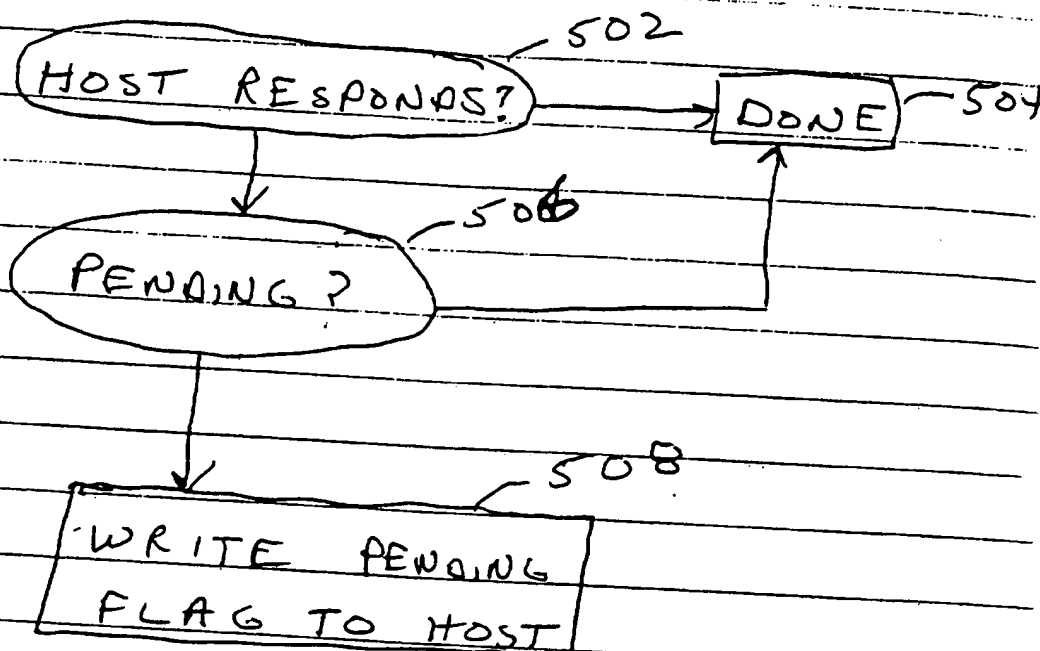 502
HOST RESPONDS?
DONE
504
506
PENDING?
508
WRITE PENDING
FLAG TO HOST